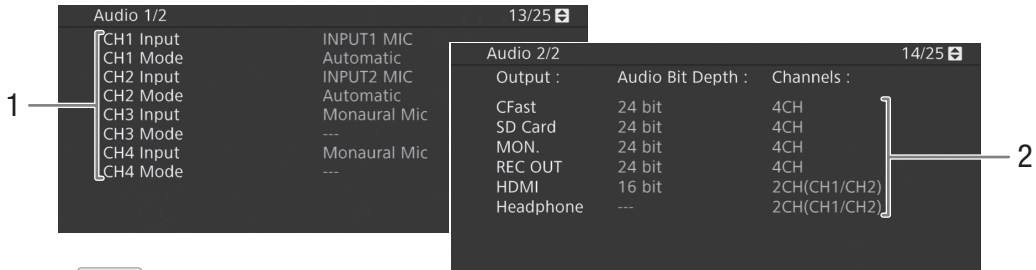 Audio 1/2 13/25
CH1 Input INPUT1 MIC
CH1 Mode Automatic
CH2 Input INPUT2 MIC
CH2 Mode Automatic
CH3 Input Monaural Mic
CH3 Mode ---
CH4 Input Monaural Mic
CH4 Mode ---
1
Audio 2/2 14/25
Output : Audio Bit Depth : Channels :
CFast 24 bit 4CH
SD Card 24 bit 4CH
MON. 24 bit 4CH
REC OUT 24 bit 4CH
HDMI 16 bit 2CH(CH1/CH2)
Headphone --- 2CH(CH1/CH2)
2